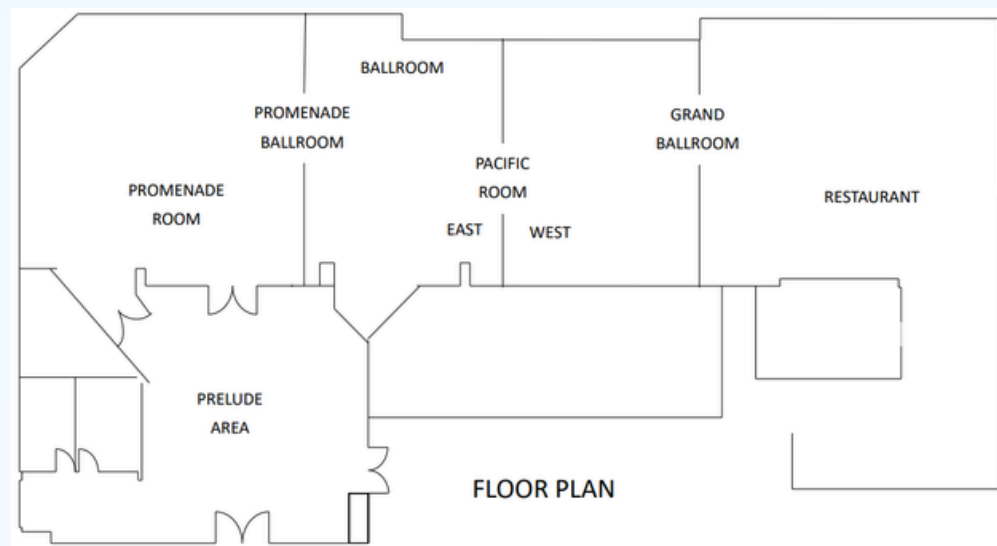 BALLROOM
PROMENADE
BALLROOM
GRAND
BALLROOM
PACIFIC
ROOM
PROMENADE
ROOM
RESTAURANT
EAST
WEST
PRELUDE
AREA
FLOOR PLAN